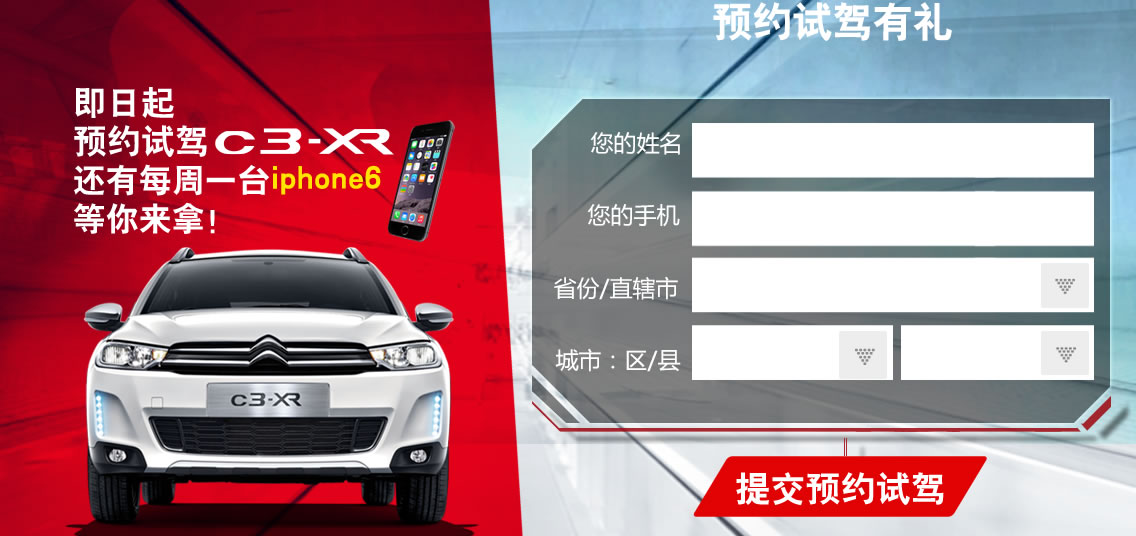 即日起
预约试驾C3-XR
还有每周一台iphone6
等你来拿!
C3-XR
预约试驾有礼
您的姓名
您的手机
省份/直辖市
城市:区/县
提交预约试驾